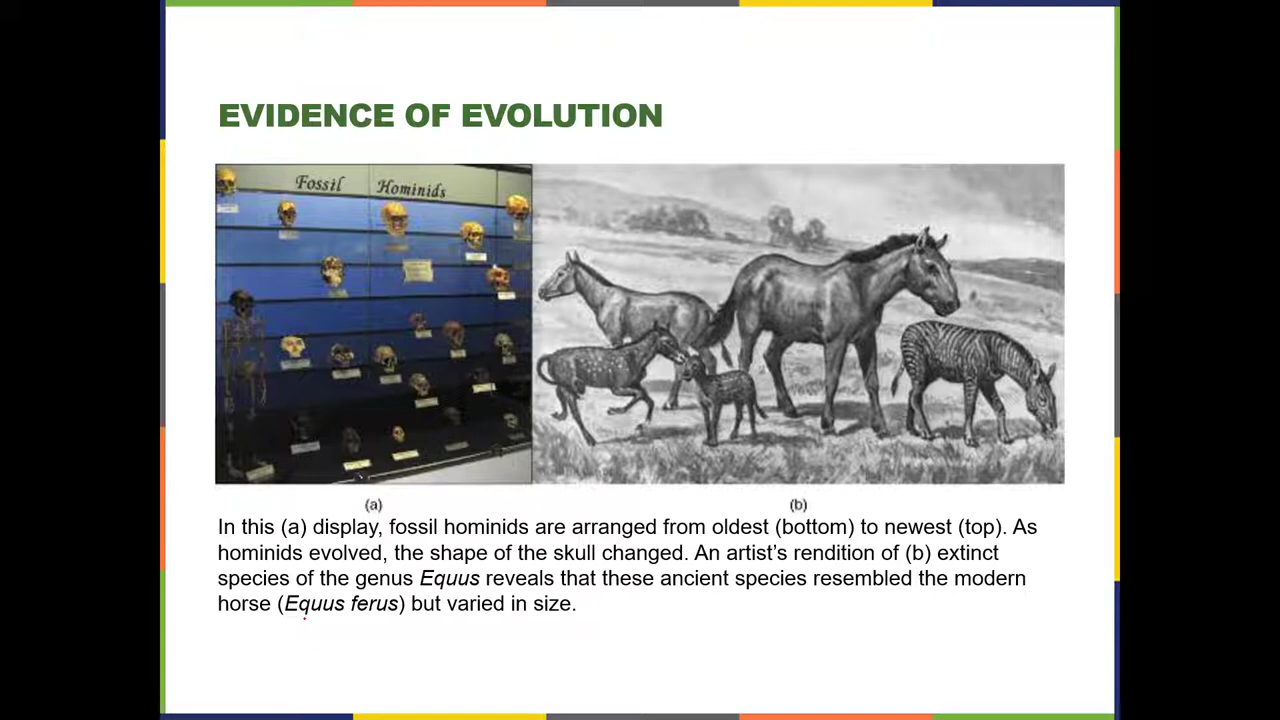 EVIDENCE OF EVOLUTION
Fossil Hominids
(a)
(b)
In this (a) display, fossil hominids are arranged from oldest (bottom) to newest (top). As
hominids evolved, the shape of the skull changed. An artist’s rendition of (b) extinct
species of the genus Equus reveals that these ancient species resembled the modern
horse (Equus ferus) but varied in size.